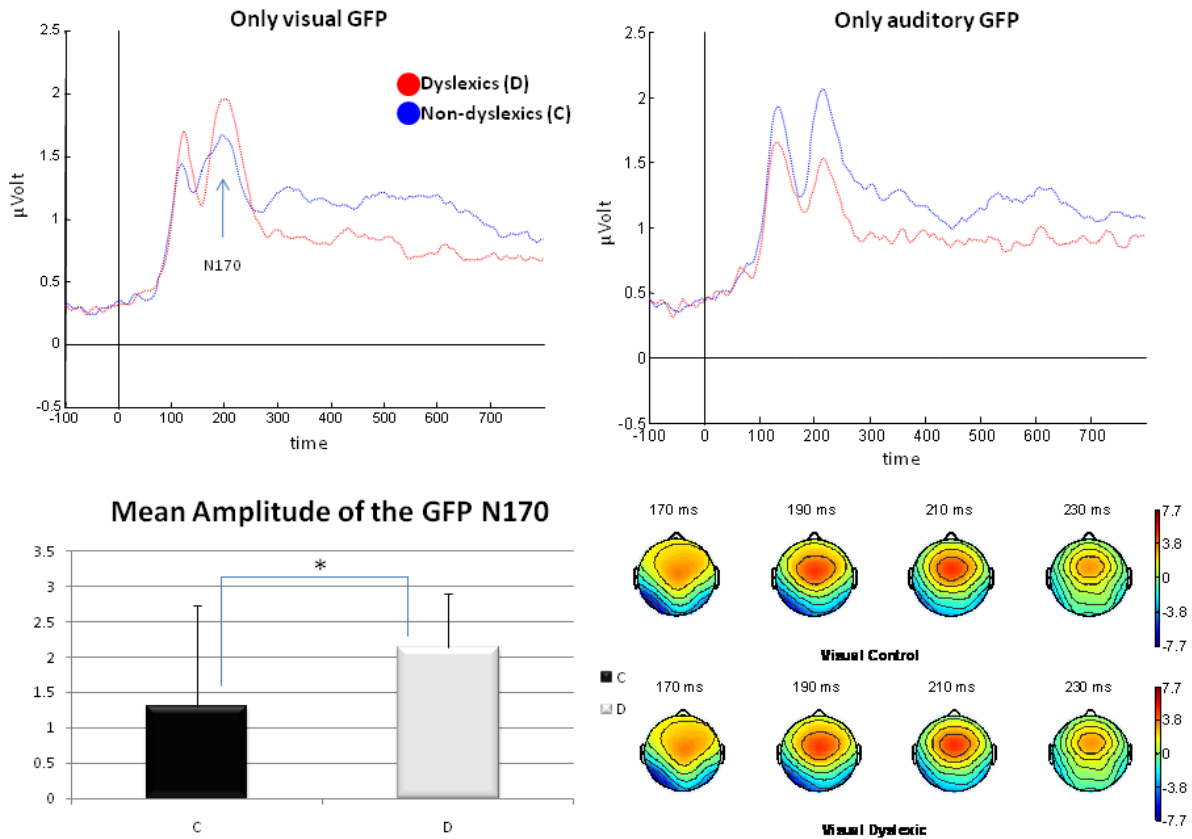 Only visual GFP
2.5
2
1.5
1
0.5
0
-0.5
µVolt
-100 0 100 200 300 400 500 600 700
time
Dyslexics (D)
Non-dyslexics (C)
N170
Only auditory GFP
2.5
2
1.5
1
0.5
0
-0.5
µVolt
-100 0 100 200 300 400 500 600 700
time
Mean Amplitude of the GFP N170
3.5
3
2.5
2
1.5
1
0.5
0
*
C D
C
D
170 ms 190 ms 210 ms 230 ms
7.7
3.8
0
-3.8
-7.7
Visual Control
170 ms 190 ms 210 ms 230 ms
7.7
3.8
0
-3.8
-7.7
Visual Dyslexic